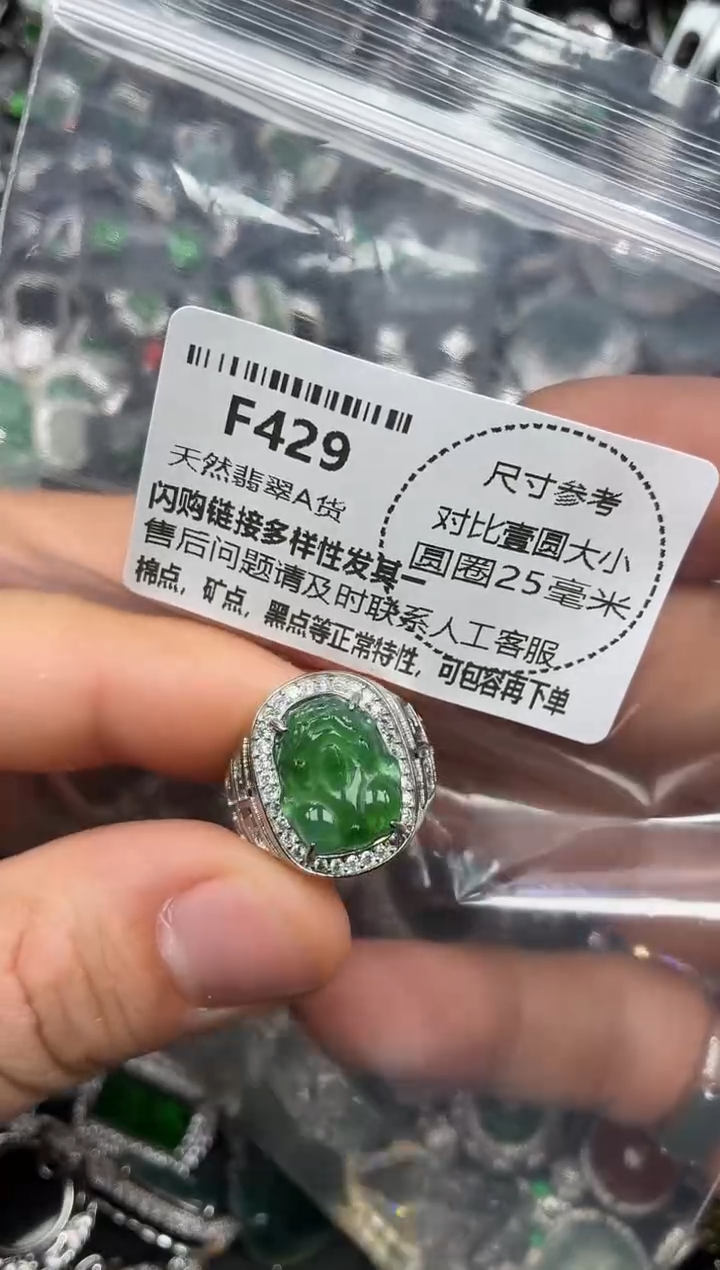 F429
天然翡翠A货
闪购链接多样性发其一
售后问题请及时联系人工客服
棉点，矿点，黑点等正常特性，可包容再下单
尺寸参考
对比壹圆大小
圆圈25毫米